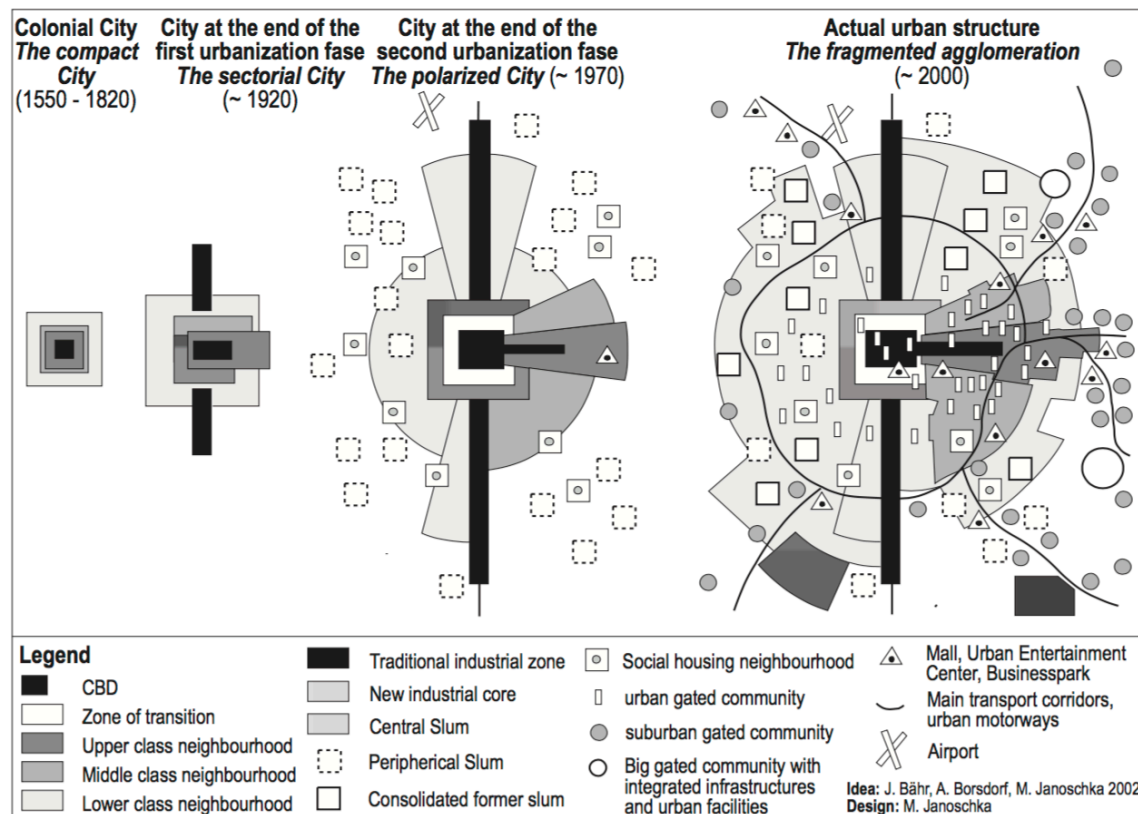 Colonial City
The compact
City
(1550 - 1820)
City at the end of the
first urbanization fase
The sectorial City
(~ 1920)
City at the end of the
second urbanization fase
The polarized City (~ 1970)
Actual urban structure
The fragmented agglomeration
(~ 2000)
Legend
CBD
Zone of transition
Upper class neighbourhood
Middle class neighbourhood
Lower class neighbourhood
Traditional industrial zone
New industrial core
Central Slum
Peripherical Slum
Consolidated former slum
Social housing neighbourhood
urban gated community
suburban gated community
Big gated community with
integrated infrastructures
and urban facilities
Mall, Urban Entertainment
Center, Businesspark
Main transport corridors,
urban motorways
Airport
Idea: J. Bähr, A. Borsdorf, M. Janoschka 2002
Design: M. Janoschka